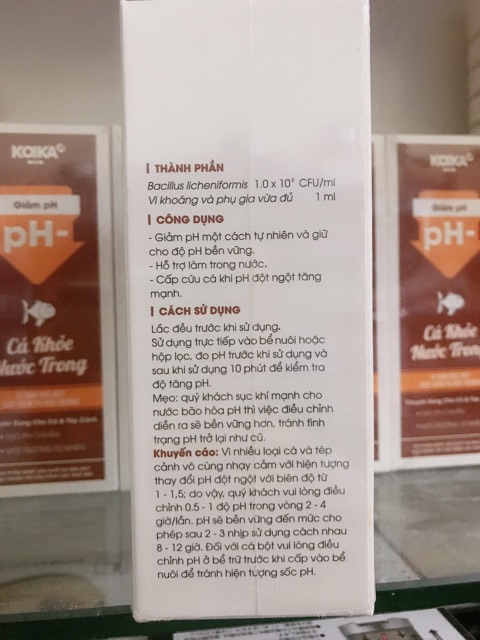 | THÀNH PHẦN
Bacillus licheniformis 1.0 x 10⁶ CFU/ml
Vi khoáng và phụ gia vừa đủ 1 ml
| CÔNG DỤNG
- Giảm pH một cách tự nhiên và giữ
cho độ pH bền vững.
- Hỗ trợ làm trong nước.
- Cấp cứu cá khi pH đột ngột tăng
mạnh.
| CÁCH SỬ DỤNG
Lắc đều trước khi sử dụng.
Sử dụng trực tiếp vào bể nuôi hoặc
hộp lọc, đo pH trước khi sử dụng và
sau khi sử dụng 10 phút để kiểm tra
độ tăng pH.
Mẹo: quý khách sục khí mạnh cho
nước bão hòa pH thì việc điều chỉnh
diễn ra sẽ bền vững hơn, tránh tình
trạng pH trở lại như cũ.
Khuyến cáo: Vì nhiều loại cá và tép
cảnh vô cùng nhạy cảm với hiện tượng
thay đổi pH đột ngột với biên độ từ
1 - 1,5; do vậy, quý khách vui lòng điều
chỉnh 0.5 - 1 độ pH trong vòng 2 - 4
giờ/lần. pH sẽ bền vững đến mức cho
phép sau 2 - 3 nhịp sử dụng cách nhau
8 - 12 giờ. Đối với cá bột vui lòng điều
chỉnh pH ở bể trữ trước khi cấp vào bể
nuôi để tránh hiện tượng sốc pH.
KOIKA
Giảm pH
pH-
Cá Khỏe
Nước Trong
KOIKA
Giảm pH
pH-
Cá Khỏe
Nước Trong